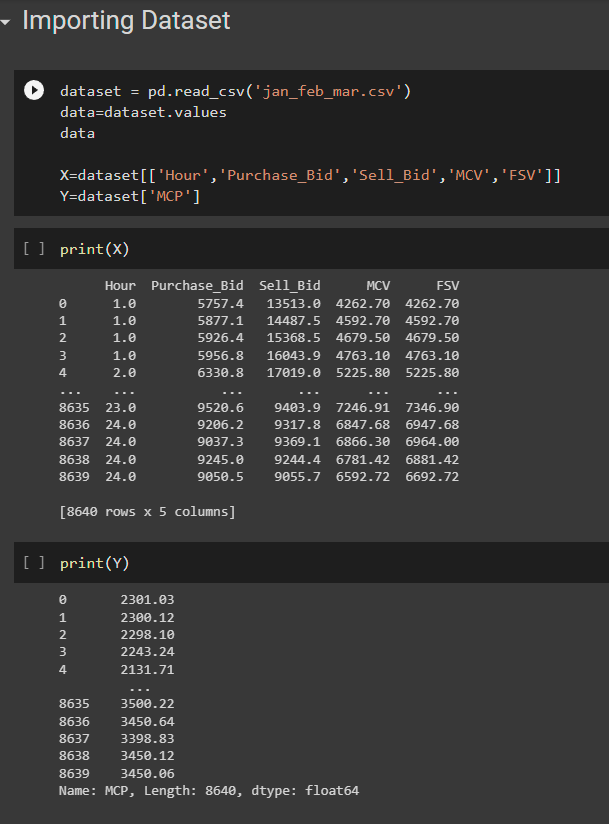 Importing Dataset
dataset = pd.read_csv('jan_feb_mar.csv')
data=dataset.values
data
X=dataset[['Hour','Purchase_Bid','Sell_Bid','MCV','FSV']]
Y=dataset['MCP']
[ ] print(X)
Hour Purchase_Bid Sell_Bid MCV FSV
0 1.0 5757.4 13513.0 4262.70 4262.70
1 1.0 5877.1 14487.5 4592.70 4592.70
2 1.0 5926.4 15368.5 4679.50 4679.50
3 1.0 5956.8 16043.9 4763.10 4763.10
4 2.0 6330.8 17019.0 5225.80 5225.80
... ... ... ... ... ...
8635 23.0 9520.6 9403.9 7246.91 7346.90
8636 24.0 9206.2 9317.8 6847.68 6947.68
8637 24.0 9037.3 9369.1 6866.30 6964.00
8638 24.0 9245.0 9244.4 6781.42 6881.42
8639 24.0 9050.5 9055.7 6592.72 6692.72
[8640 rows x 5 columns]
[ ] print(Y)
0 2301.03
1 2300.12
2 2298.10
3 2243.24
4 2131.71
...
8635 3500.22
8636 3450.64
8637 3398.83
8638 3450.12
8639 3450.06
Name: MCP, Length: 8640, dtype: float64